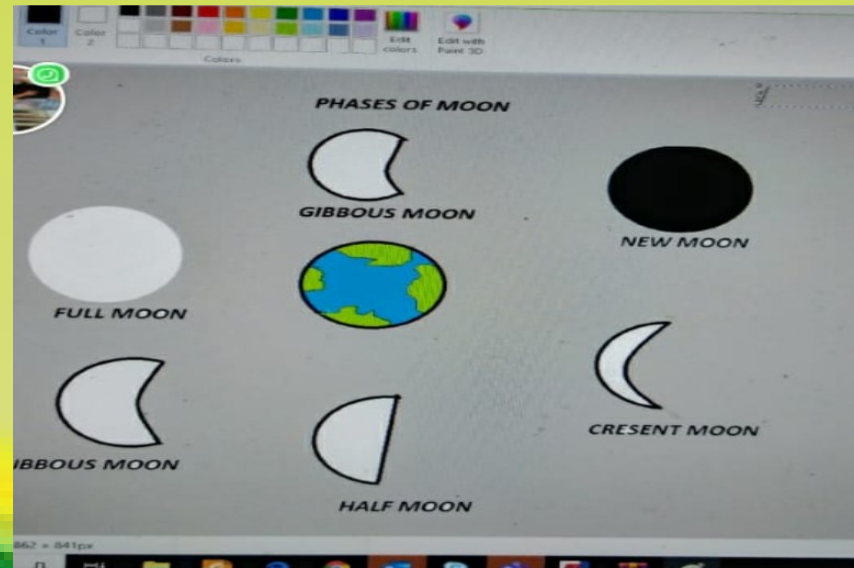 Color
1
Color
2
Colors
Edit
colors
Edit with
Paint 3D
PHASES OF MOON
GIBBOUS MOON
NEW MOON
FULL MOON
CRESENT MOON
IBBOUS MOON
HALF MOON
862 × 841px